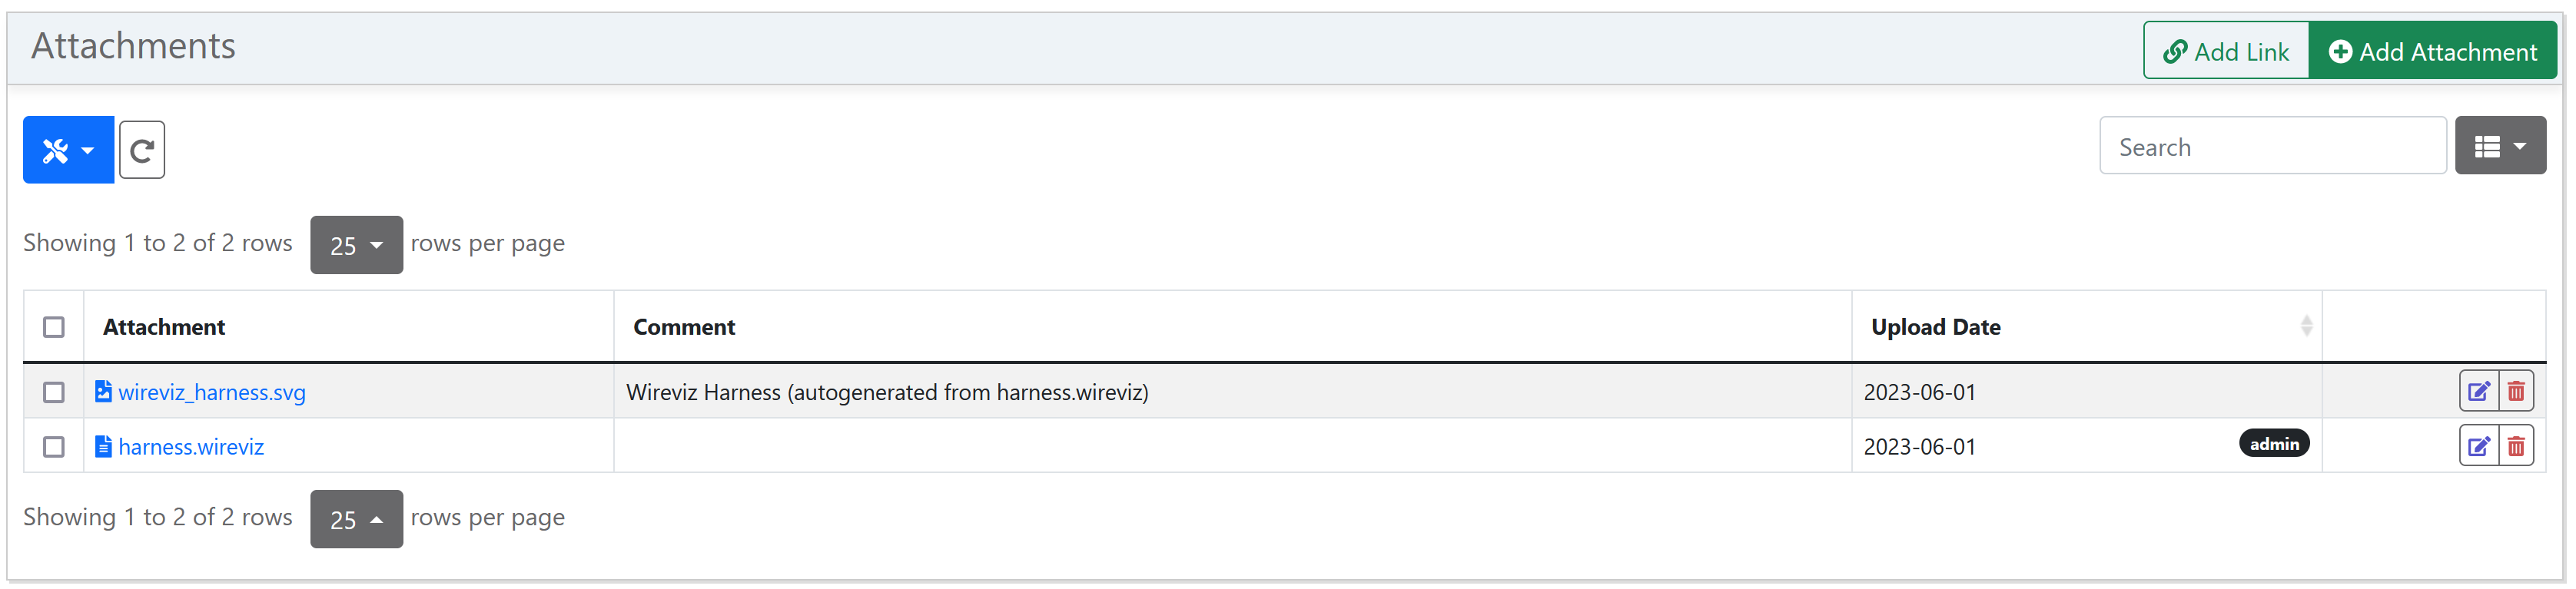 Attachments
Add Link
Add Attachment
Search
Showing 1 to 2 of 2 rows 25 rows per page
Attachment Comment Upload Date
wireviz_harness.svg Wireviz Harness (autogenerated from harness.wireviz) 2023-06-01
harness.wireviz 2023-06-01 admin
Showing 1 to 2 of 2 rows 25 rows per page